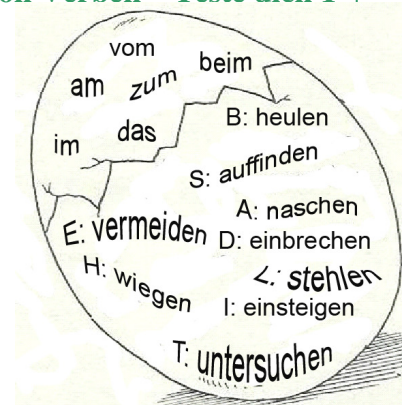 vom
beim
am
zum
im
das
B: heulen
S: auffinden
A: naschen
E: vermeiden
D: einbrechen
H: wiegen
L: stehlen
I: einsteigen
T: untersuchen